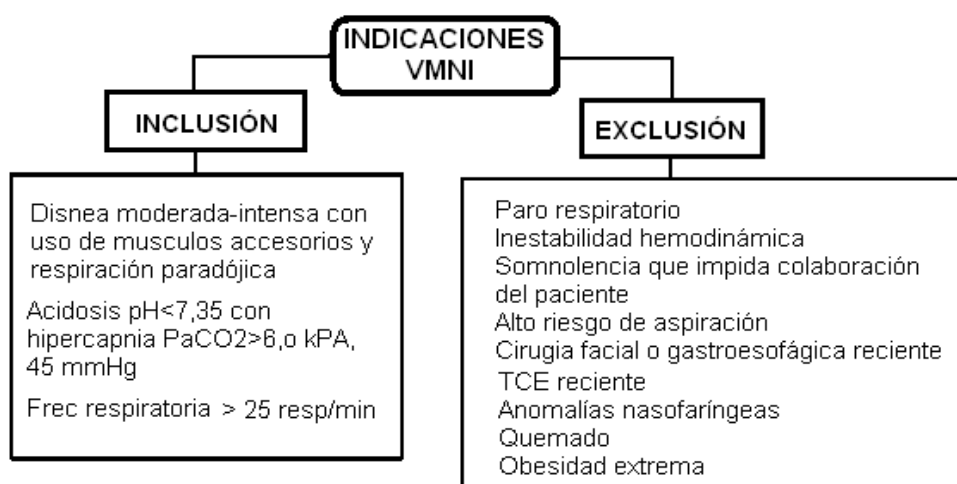 INDICACIONES
VMNI
INCLUSIÓN
Disnea moderada-intensa con
uso de musculos accesorios y
respiración paradójica
Acidosis pH<7,35 con
hipercapnia PaCO2>6,o kPA,
45 mmHg
Frec respiratoria > 25 resp/min
EXCLUSIÓN
Paro respiratorio
Inestabilidad hemodinámica
Somnolencia que impida colaboración
del paciente
Alto riesgo de aspiración
Cirugia facial o gastroesofágica reciente
TCE reciente
Anomalías nasofaríngeas
Quemado
Obesidad extrema